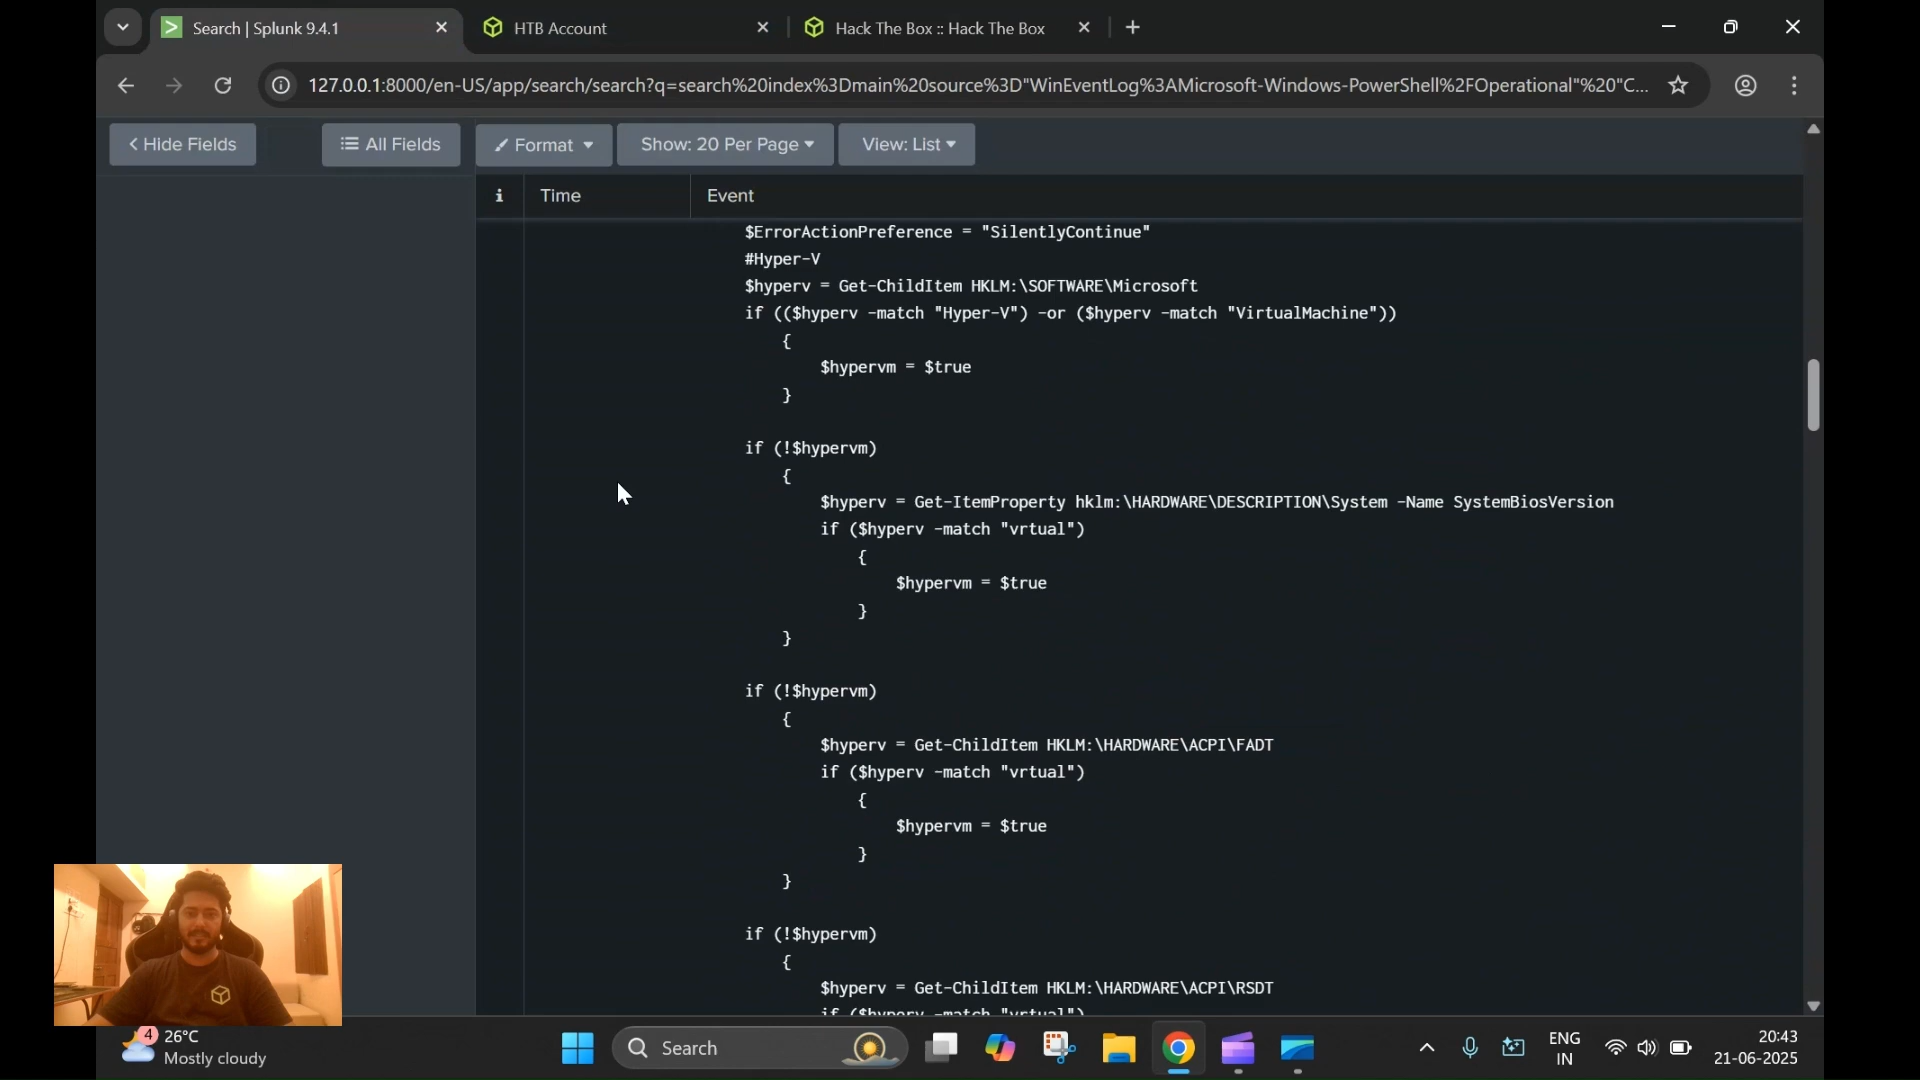 Search | Splunk 9.4.1
HTB Account
Hack The Box :: Hack The Box
127.0.0.1:8000/en-US/app/search/search?q=search%20index%3Dmain%20source%3D"WinEventLog%3AMicrosoft-Windows-PowerShell%2FOperational"%20"C...
Hide Fields
All Fields
Format
Show: 20 Per Page
View: List
i
Time
Event
$ErrorActionPreference = "SilentlyContinue"
#Hyper-V
$hyperv = Get-ChildItem HKLM:\SOFTWARE\Microsoft
if (($hyperv -match "Hyper-V") -or ($hyperv -match "VirtualMachine"))
{
$hypervm = $true
}
if (!$hypervm)
{
$hyperv = Get-ItemProperty hklm:\HARDWARE\DESCRIPTION\System -Name SystemBiosVersion
if ($hyperv -match "vrtual")
{
$hypervm = $true
}
}
if (!$hypervm)
{
$hyperv = Get-ChildItem HKLM:\HARDWARE\ACPI\FADT
if ($hyperv -match "vrtual")
{
$hypervm = $true
}
}
if (!$hypervm)
{
$hyperv = Get-ChildItem HKLM:\HARDWARE\ACPI\RSDT
if ($hyperv -match "vrtual")
4
26°C
Mostly cloudy
Search
ENG
IN
20:43
21-06-2025